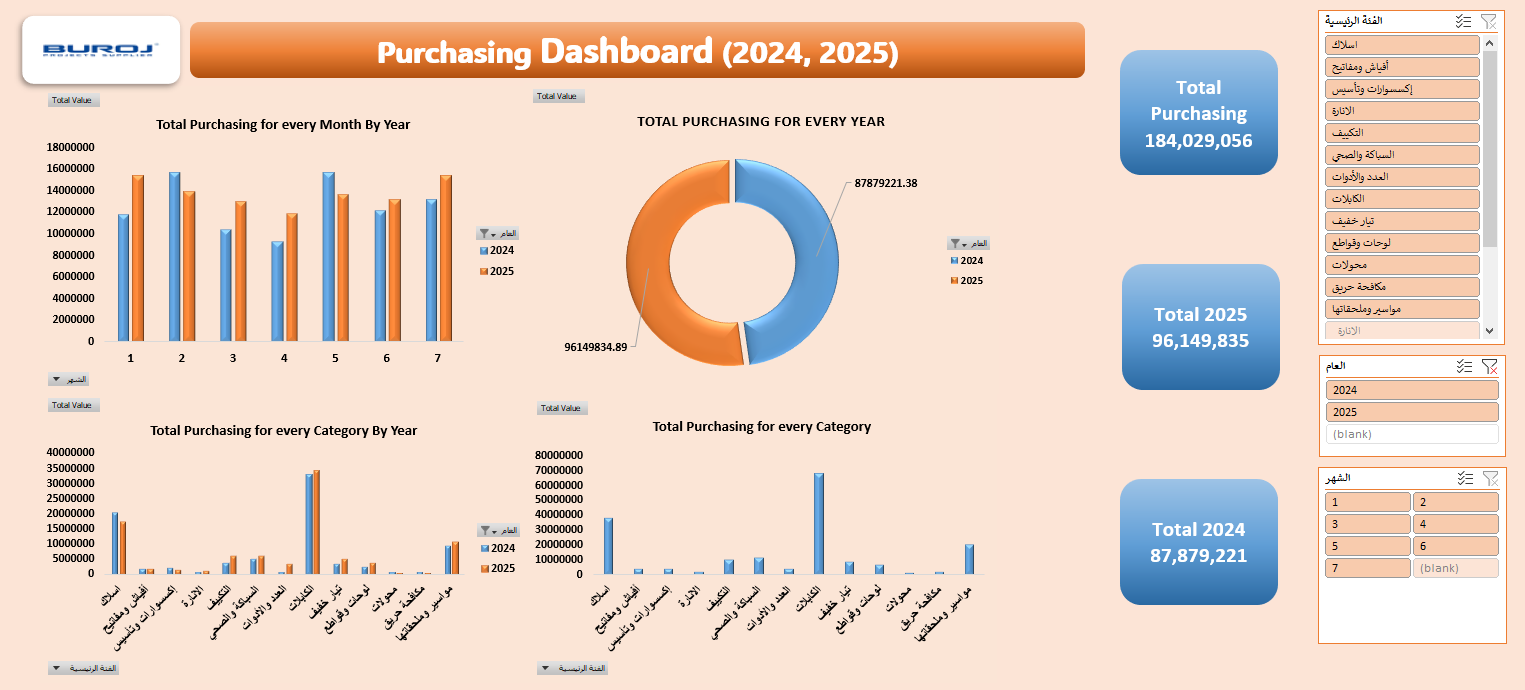 BUROJ
PROJECTS SUPPLIER
Purchasing Dashboard (2024, 2025)
Total Value
Total Purchasing for every Month By Year
18000000
16000000
14000000
12000000
10000000
8000000
6000000
4000000
2000000
0
1 2 3 4 5 6 7
العام
2024
2025
الشهر
Total Value
TOTAL PURCHASING FOR EVERY YEAR
87879221.38
96149834.89
العام
2024
2025
Total Value
Total Purchasing for every Category By Year
40000000
35000000
30000000
25000000
20000000
15000000
10000000
5000000
0
اسلاك
أفياش ومفاتيح
إكسسوارات وتأسيس
الانارة
التكييف
السباكة والصحي
العدد والأدوات
الكابلات
تيار خفيف
لوحات وقواطع
محولات
مكافحة حريق
مواسير وملحقاتها
العام
2024
2025
الفئة الرئيسية
Total Value
Total Purchasing for every Category
80000000
70000000
60000000
50000000
40000000
30000000
20000000
10000000
0
اسلاك
أفياش ومفاتيح
إكسسوارات وتأسيس
الانارة
التكييف
السباكة والصحي
العدد والأدوات
الكابلات
تيار خفيف
لوحات وقواطع
محولات
مكافحة حريق
مواسير وملحقاتها
الفئة الرئيسية
Total
Purchasing
184,029,056
Total 2025
96,149,835
Total 2024
87,879,221
الفئة الرئيسية
اسلاك
أفياش ومفاتيح
إكسسوارات وتأسيس
الانارة
التكييف
السباكة والصحي
العدد والأدوات
الكابلات
تيار خفيف
لوحات وقواطع
محولات
مكافحة حريق
مواسير وملحقاتها
الانارة
العام
2024
2025
(blank)
الشهر
1 2
3 4
5 6
7 (blank)